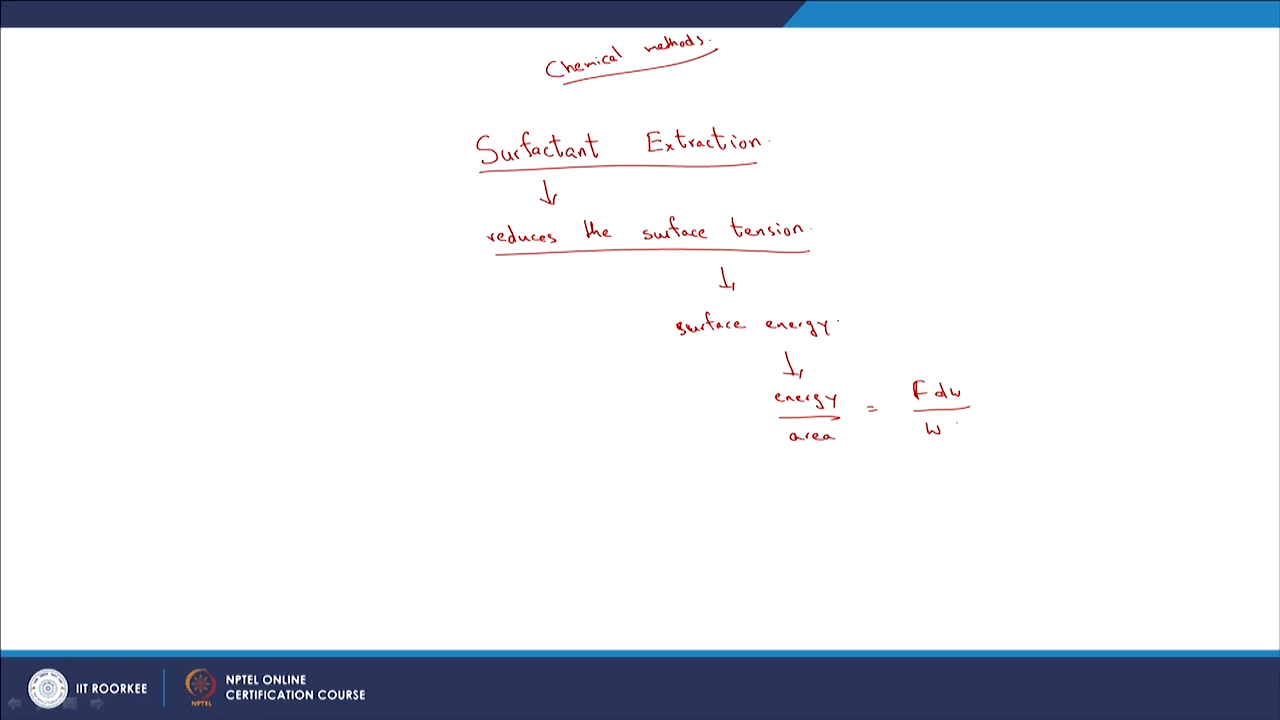 Chemical methods.
Surfactant Extraction.
↓
reduces the surface tension.
↓
surface energy.
↓
energy/area = F dw/w
IIT ROORKEE
NPTEL
NPTEL ONLINE
CERTIFICATION COURSE